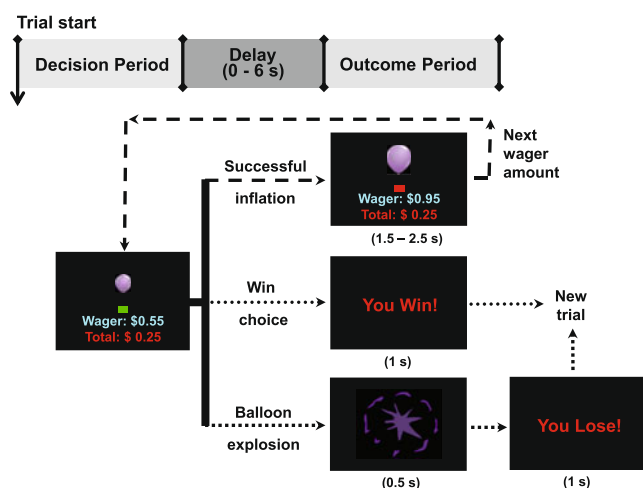 Trial start
Decision Period
Delay
(0 - 6 s)
Outcome Period
Successful
inflation
Wager: $0.95
Total: $ 0.25
(1.5 – 2.5 s)
Next
wager
amount
Wager: $0.55
Total: $ 0.25
Win
choice
You Win!
(1 s)
New
trial
Balloon
explosion
(0.5 s)
You Lose!
(1 s)